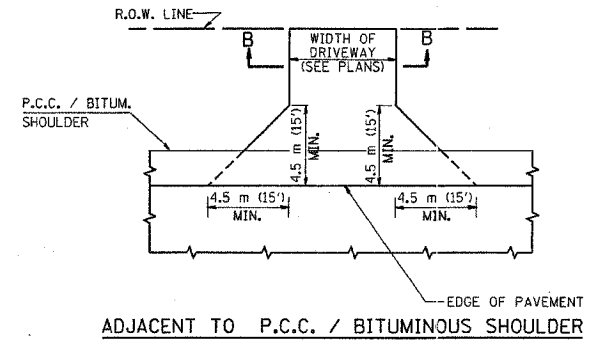 R.O.W. LINE
B
WIDTH OF
DRIVEWAY
(SEE PLANS)
B
P.C.C. / BITUM.
SHOULDER
4.5 m (15')
MIN.
4.5 m (15')
MIN.
4.5 m (15')
MIN.
4.5 m (15')
MIN.
EDGE OF PAVEMENT
ADJACENT TO P.C.C. / BITUMINOUS SHOULDER